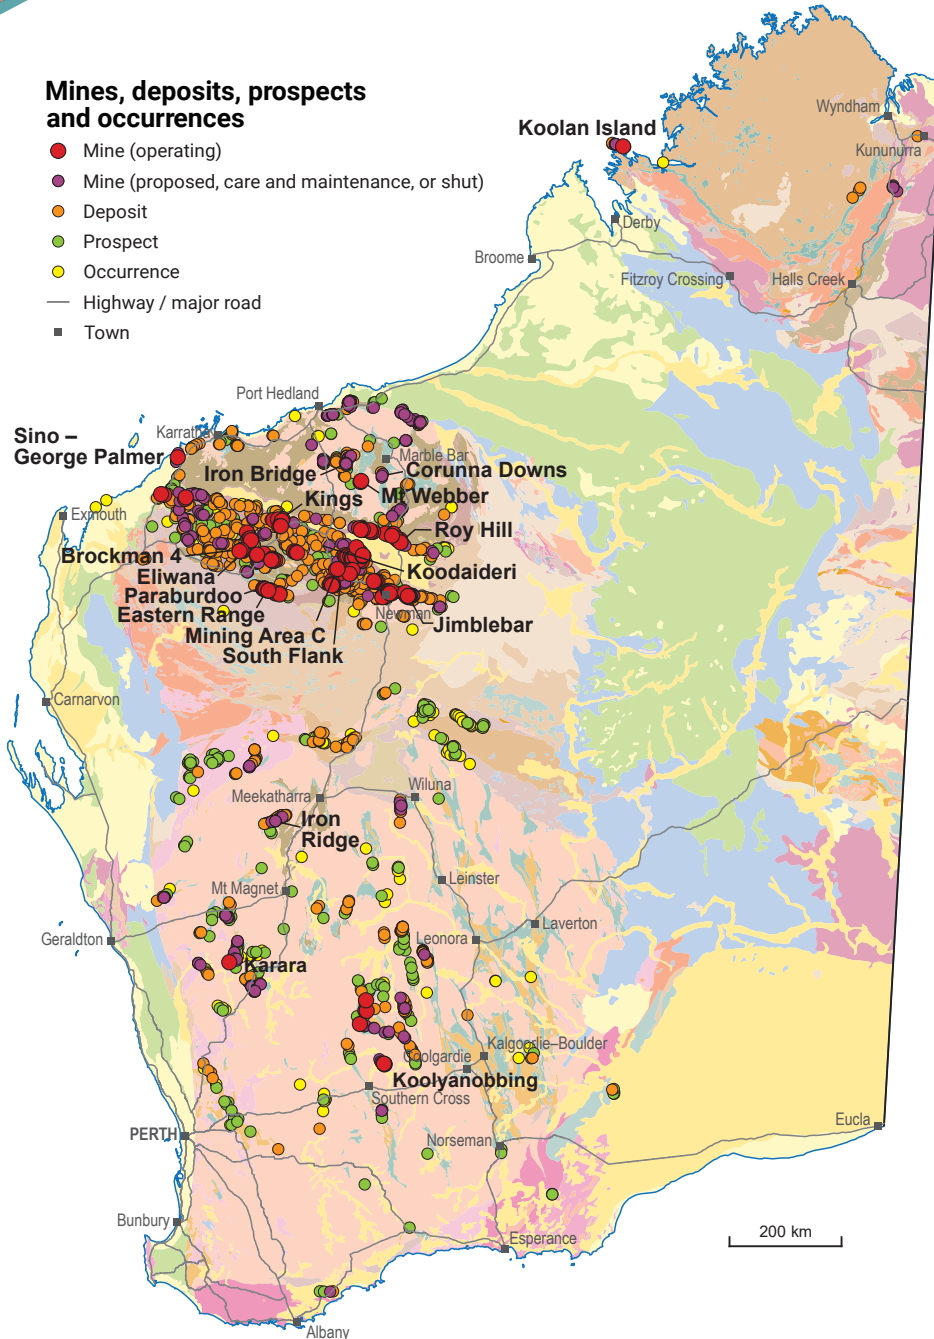 Mines, deposits, prospects
and occurrences
Mine (operating)
Mine (proposed, care and maintenance, or shut)
Deposit
Prospect
Occurrence
Highway / major road
Town
Wyndham
Koolan Island
Kununurra
Derby
Broome
Fitzroy Crossing
Halls Creek
Port Hedland
Karratha
Sino –
George Palmer
Marble Bar
Iron Bridge
Corunna Downs
Kings
Mt Webber
Exmouth
Roy Hill
Brockman 4
Koodaideri
Eliwana
Paraburdoo
Eastern Range
Newman
Jimblebar
Mining Area C
South Flank
Carnarvon
Meekatharra
Wiluna
Iron
Ridge
Leinster
Mt Magnet
Laverton
Geraldton
Leonora
Karara
Kalgoorlie–Boulder
Coolgardie
Koolyanobbing
Southern Cross
Eucla
PERTH
Norseman
Bunbury
200 km
Esperance
Albany